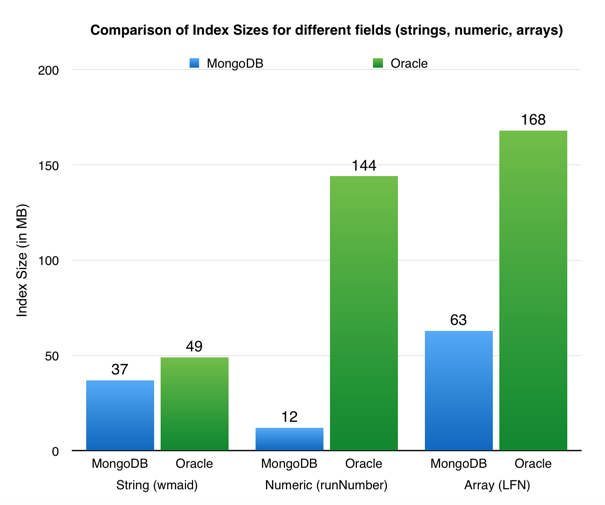 Comparison of Index Sizes for different fields (strings, numeric, arrays)
MongoDB Oracle
200
150
100
50
0
Index Size (in MB)
37
49
12
144
63
168
MongoDB Oracle MongoDB Oracle MongoDB Oracle
String (wmaid) Numeric (runNumber) Array (LFN)